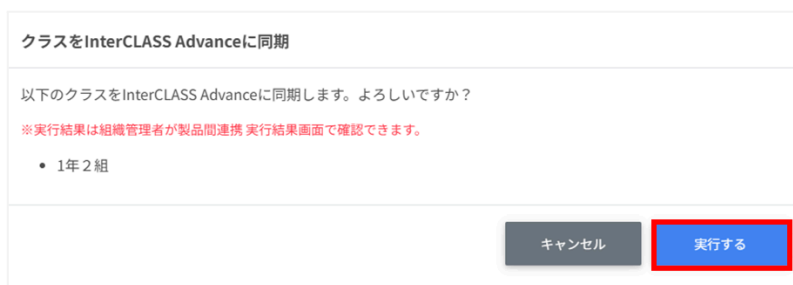 クラスをInterCLASS Advanceに同期
以下のクラスをInterCLASS Advanceに同期します。よろしいですか？
※実行結果は組織管理者が製品間連携 実行結果画面で確認できます。
• 1年２組
キャンセル 実行する